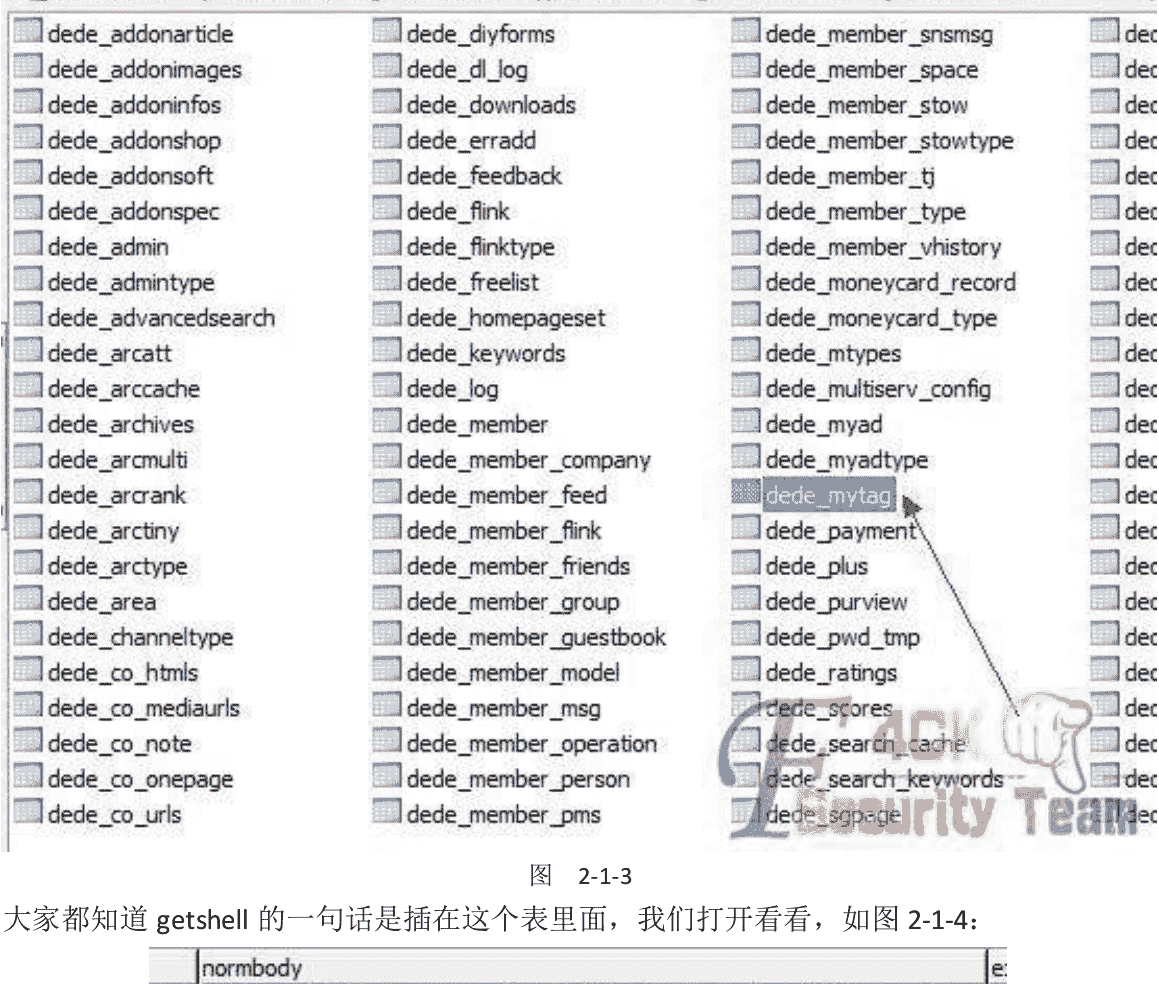 dede_addonarticle
dede_addonimages
dede_addoninfos
dede_addonshop
dede_addonsoft
dede_addonspec
dede_admin
dede_admintype
dede_advancedsearch
dede_arcatt
dede_arccache
dede_archives
dede_arcmulti
dede_arcrank
dede_arctiny
dede_arctype
dede_area
dede_channeltype
dede_co_htmls
dede_co_mediaurls
dede_co_note
dede_co_onepage
dede_co_urls
dede_diyforms
dede_dl_log
dede_downloads
dede_erradd
dede_feedback
dede_flink
dede_flinktype
dede_freelist
dede_homepageset
dede_keywords
dede_log
dede_member
dede_member_company
dede_member_feed
dede_member_flink
dede_member_friends
dede_member_group
dede_member_guestbook
dede_member_model
dede_member_msg
dede_member_operation
dede_member_person
dede_member_pms
dede_member_snsmsg
dede_member_space
dede_member_stow
dede_member_stowtype
dede_member_tj
dede_member_type
dede_member_vhistory
dede_moneycard_record
dede_moneycard_type
dede_mtypes
dede_multiserv_config
dede_myad
dede_myadtype
dede_mytag
dede_payment
dede_plus
dede_purview
dede_pwd_tmp
dede_ratings
dede_scores
dede_search_cache
dede_search_keywords
dede_sgpage
F4CK
Security Team
图 2-1-3
大家都知道 getshell 的一句话是插在这个表里面，我们打开看看，如图 2-1-4：
normbody